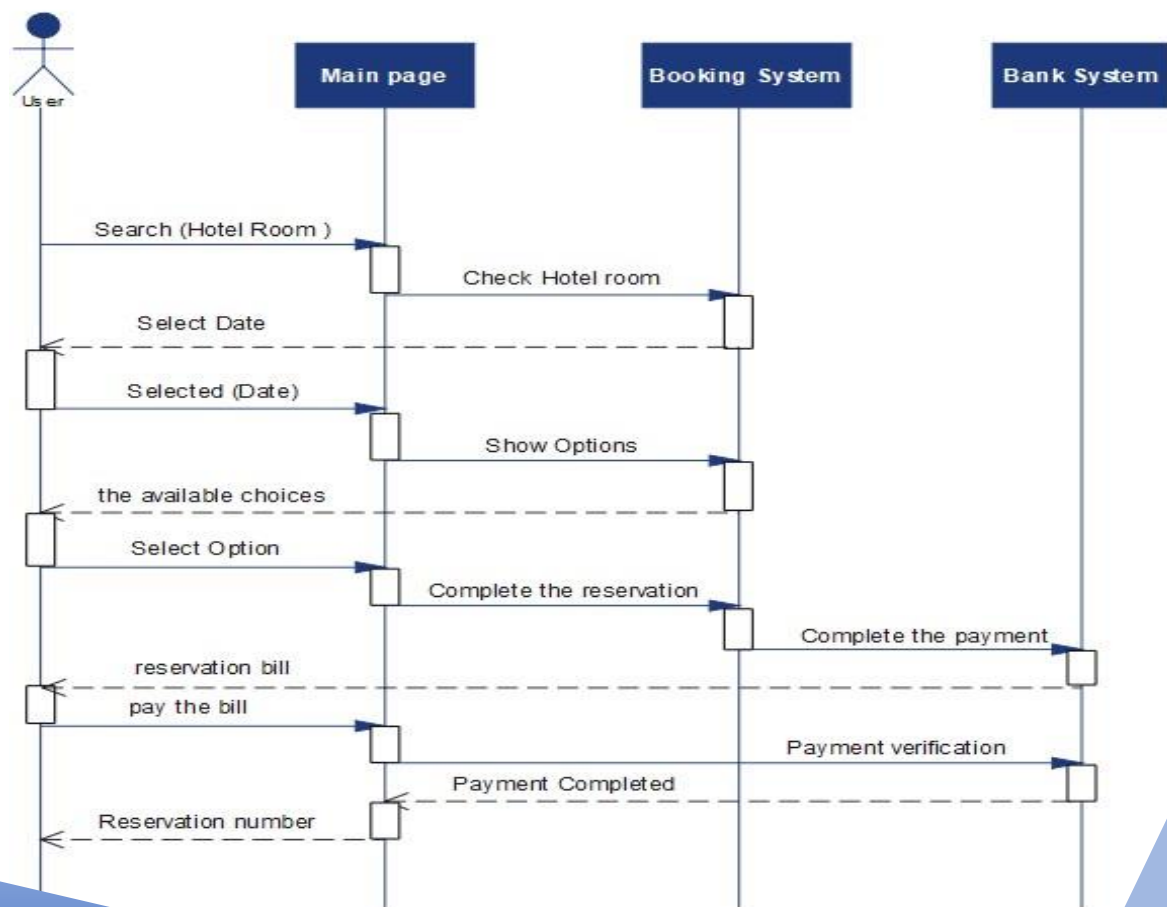 User
Main page
Booking System
Bank System
Search (Hotel Room )
Check Hotel room
Select Date
Selected (Date)
Show Options
the available choices
Select Option
Complete the reservation
Complete the payment
reservation bill
pay the bill
Payment verification
Payment Completed
Reservation number